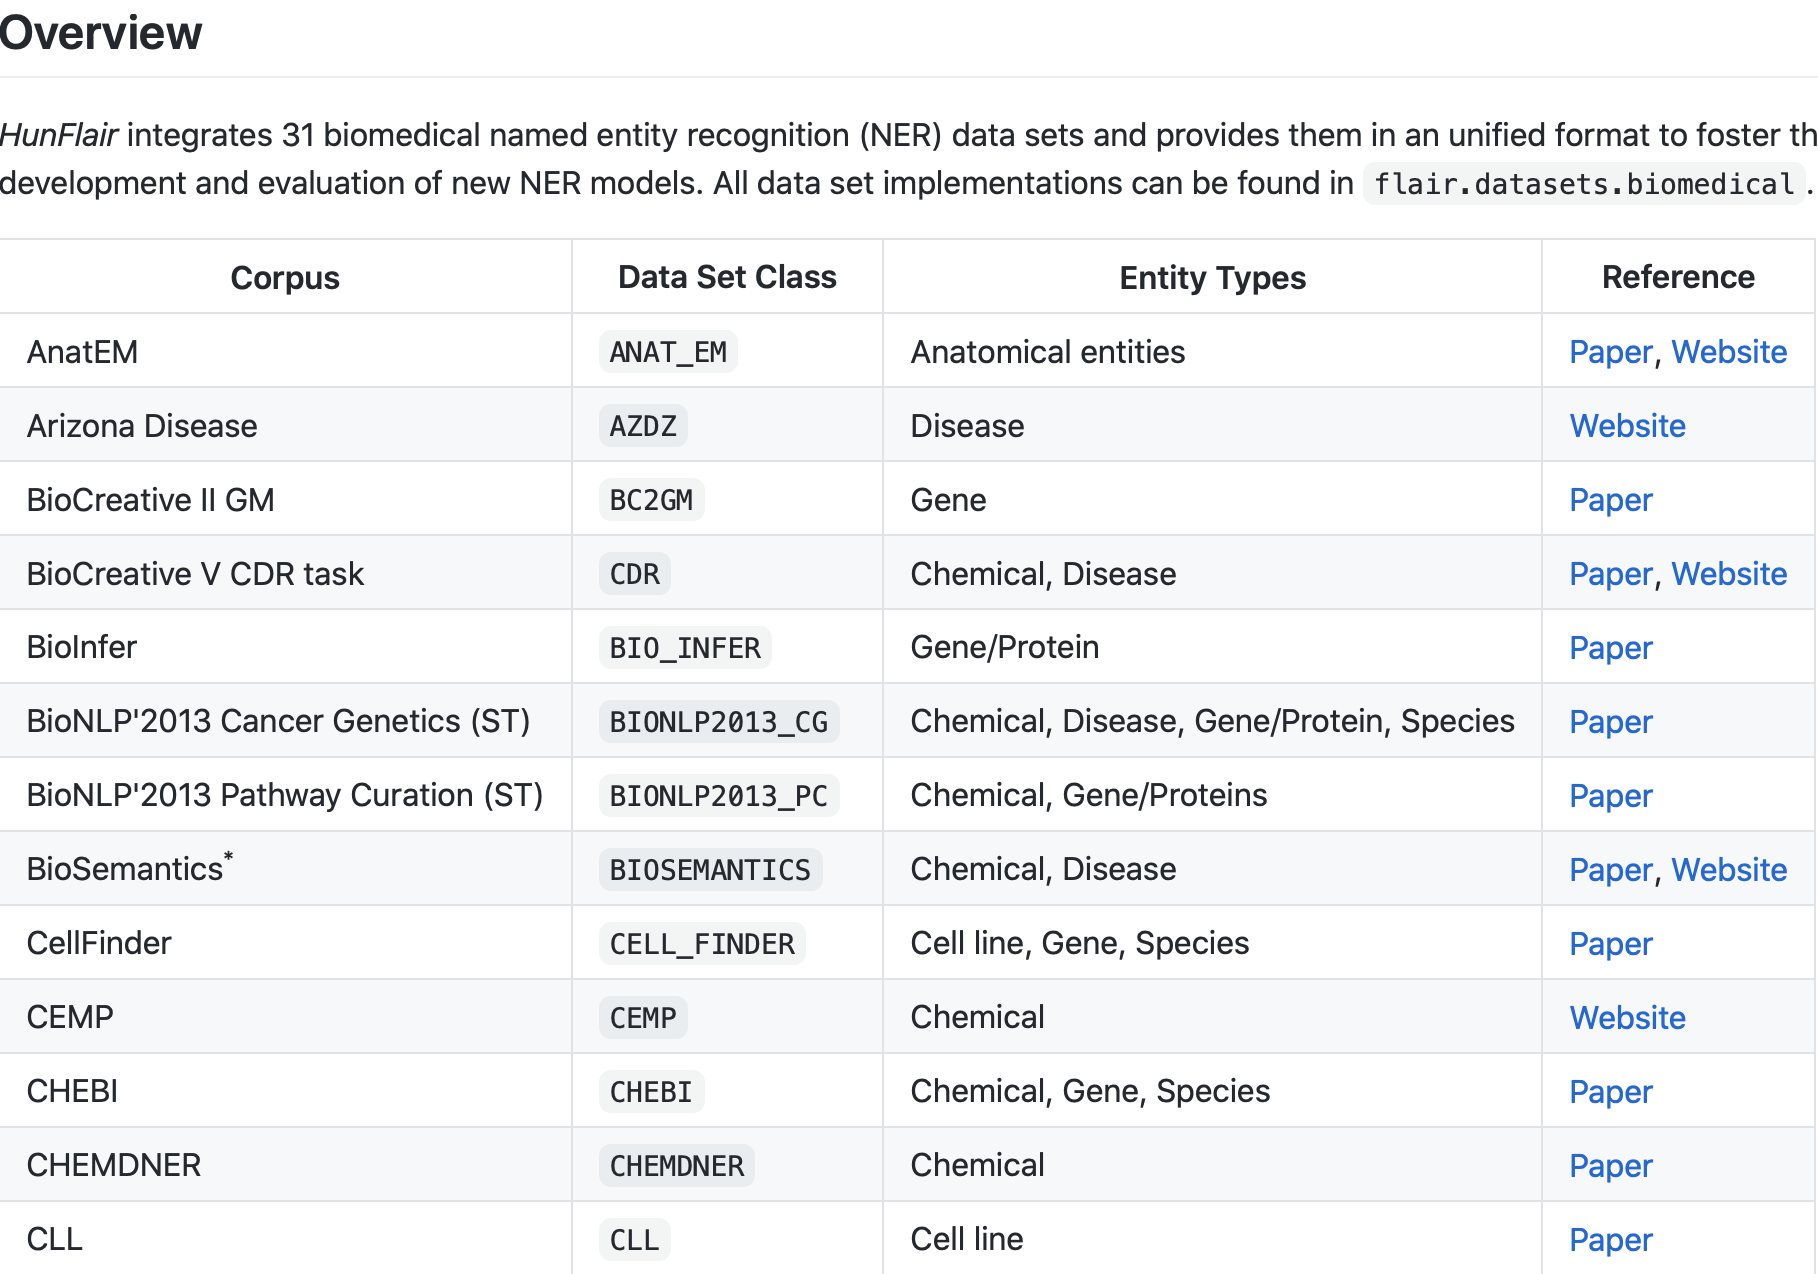 Overview
HunFlair integrates 31 biomedical named entity recognition (NER) data sets and provides them in an unified format to foster th
development and evaluation of new NER models. All data set implementations can be found in flair.datasets.biomedical.
Corpus Data Set Class Entity Types Reference
AnatEM ANAT_EM Anatomical entities Paper, Website
Arizona Disease AZDZ Disease Website
BioCreative II GM BC2GM Gene Paper
BioCreative V CDR task CDR Chemical, Disease Paper, Website
BioInfer BIO_INFER Gene/Protein Paper
BioNLP'2013 Cancer Genetics (ST) BIONLP2013_CG Chemical, Disease, Gene/Protein, Species Paper
BioNLP'2013 Pathway Curation (ST) BIONLP2013_PC Chemical, Gene/Proteins Paper
BioSemantics* BIOSEMANTICS Chemical, Disease Paper, Website
CellFinder CELL_FINDER Cell line, Gene, Species Paper
CEMP CEMP Chemical Website
CHEBI CHEBI Chemical, Gene, Species Paper
CHEMDNER CHEMDNER Chemical Paper
CLL CLL Cell line Paper